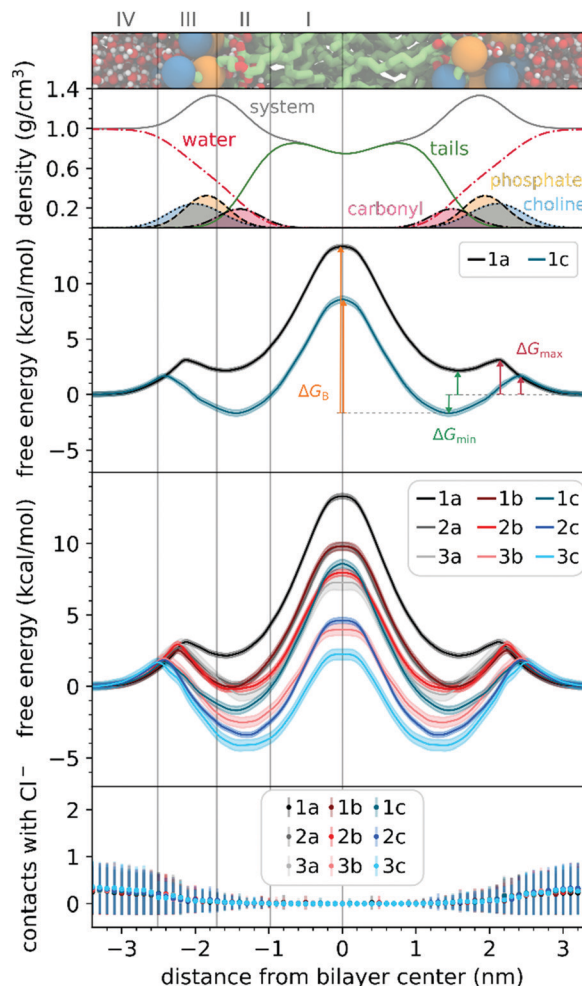 IV III II I
density (g/cm³)
1.4
1.0
0.6
0.2
system
water
tails
phosphate
carbonyl
choline
free energy (kcal/mol)
10
5
0
−5
1a 1c
ΔG_B
ΔG_max
ΔG_min
free energy (kcal/mol)
10
5
0
−5
1a 1b 1c
2a 2b 2c
3a 3b 3c
contacts with Cl⁻
2
1
0
1a 1b 1c
2a 2b 2c
3a 3b 3c
−3 −2 −1 0 1 2 3
distance from bilayer center (nm)